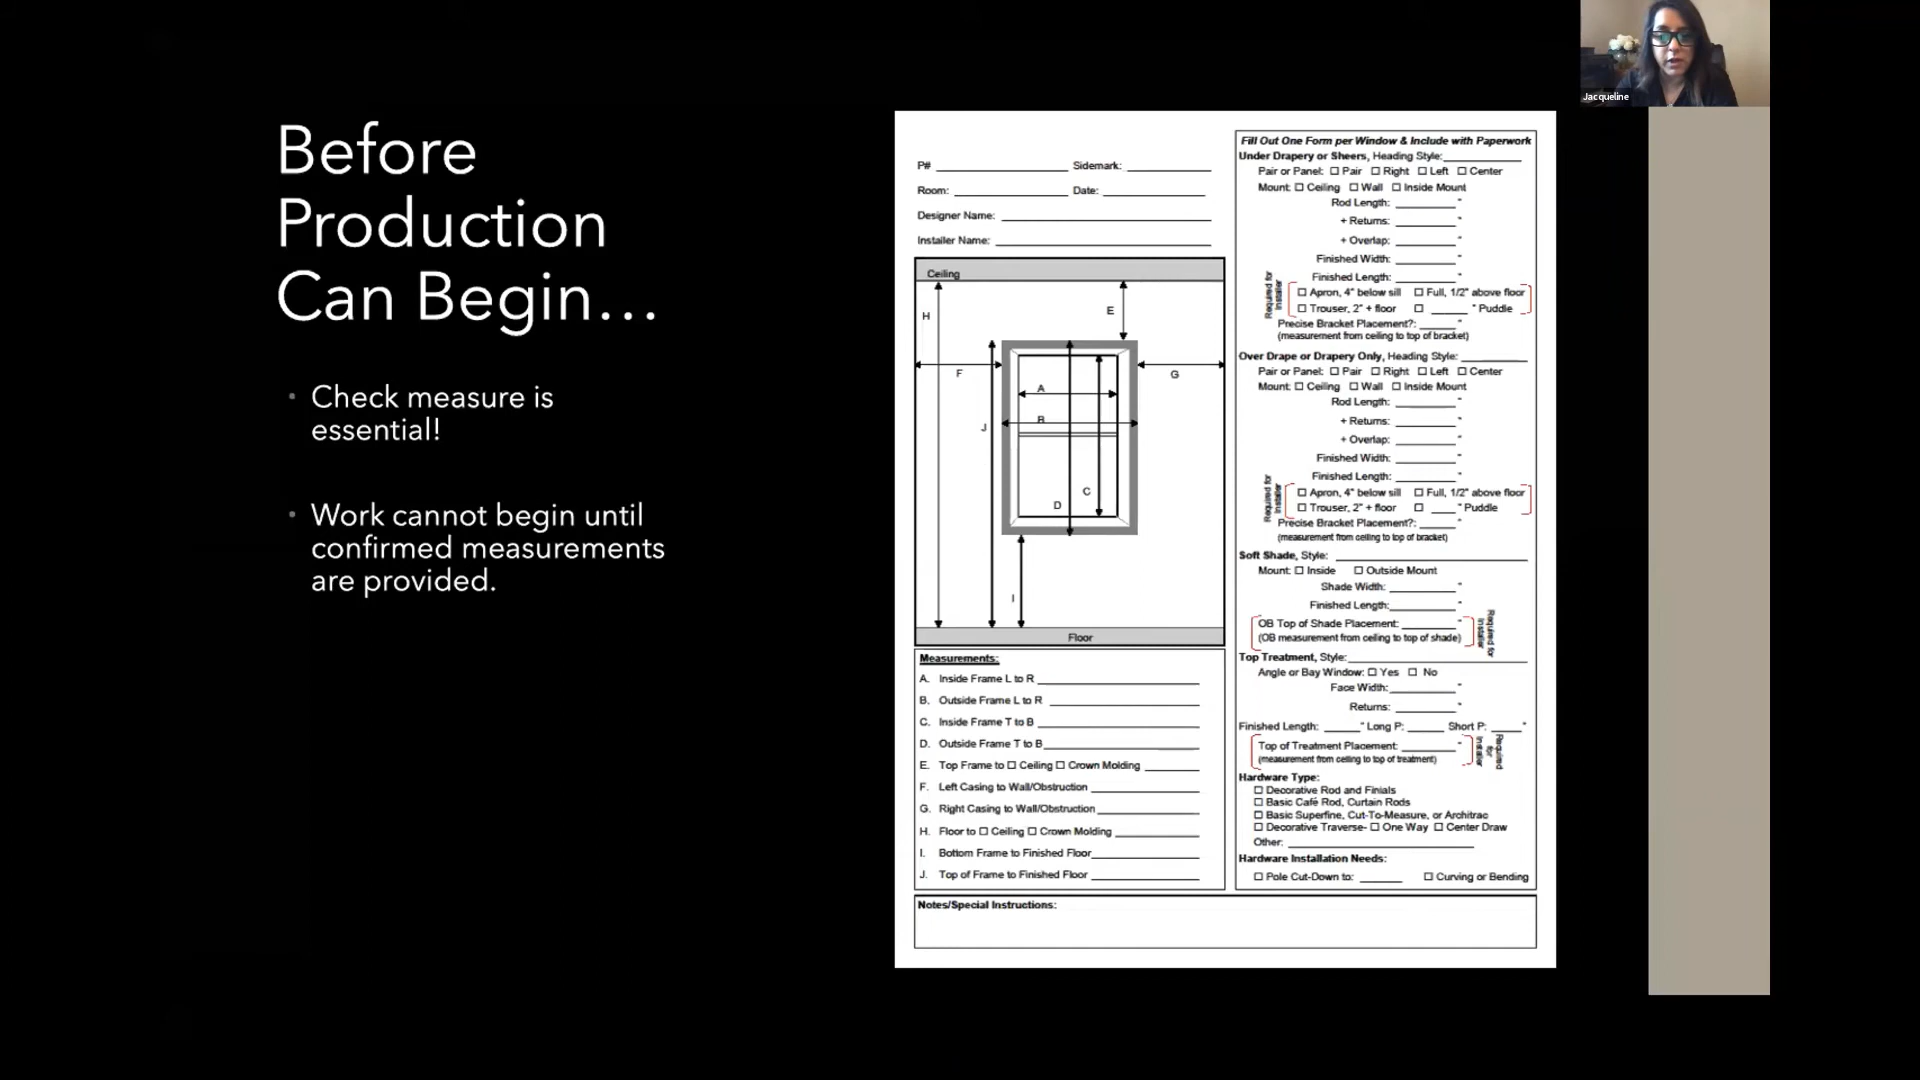 Jacqueline
Before
Production
Can Begin...
• Check measure is
essential!
• Work cannot begin until
confirmed measurements
are provided.
P# Sidemark:
Room: Date:
Designer Name:
Installer Name:
Ceiling
H
E
F
G
A
B
J
C
D
I
Floor
Measurements:
A. Inside Frame L to R
B. Outside Frame L to R
C. Inside Frame T to B
D. Outside Frame T to B
E. Top Frame to ☐ Ceiling ☐ Crown Molding
F. Left Casing to Wall/Obstruction
G. Right Casing to Wall/Obstruction
H. Floor to ☐ Ceiling ☐ Crown Molding
I. Bottom Frame to Finished Floor
J. Top of Frame to Finished Floor
Fill Out One Form per Window & Include with Paperwork
Under Drapery or Sheers, Heading Style:
Pair or Panel: ☐ Pair ☐ Right ☐ Left ☐ Center
Mount: ☐ Ceiling ☐ Wall ☐ Inside Mount
Rod Length: "
+ Returns: "
+ Overlap: "
Finished Width: "
Finished Length: "
Required for
Installer
☐ Apron, 4" below sill ☐ Full, 1/2" above floor
☐ Trouser, 2" + floor ☐ " Puddle
Precise Bracket Placement?: "
(measurement from ceiling to top of bracket)
Over Drape or Drapery Only, Heading Style:
Pair or Panel: ☐ Pair ☐ Right ☐ Left ☐ Center
Mount: ☐ Ceiling ☐ Wall ☐ Inside Mount
Rod Length: "
+ Returns: "
+ Overlap: "
Finished Width: "
Finished Length: "
Required for
Installer
☐ Apron, 4" below sill ☐ Full, 1/2" above floor
☐ Trouser, 2" + floor ☐ " Puddle
Precise Bracket Placement?: "
(measurement from ceiling to top of bracket)
Soft Shade, Style:
Mount: ☐ Inside ☐ Outside Mount
Shade Width: "
Finished Length: "
OB Top of Shade Placement: "
(OB measurement from ceiling to top of shade)
Required for
Installer
Top Treatment, Style:
Angle or Bay Window: ☐ Yes ☐ No
Face Width: "
Returns: "
Finished Length: " Long P: Short P: "
Top of Treatment Placement: "
(measurement from ceiling to top of treatment)
Required
for
Installer
Hardware Type:
☐ Decorative Rod and Finials
☐ Basic Café Rod, Curtain Rods
☐ Basic Superfine, Cut-To-Measure, or Architrac
☐ Decorative Traverse- ☐ One Way ☐ Center Draw
Other:
Hardware Installation Needs:
☐ Pole Cut-Down to: ☐ Curving or Bending
Notes/Special Instructions: